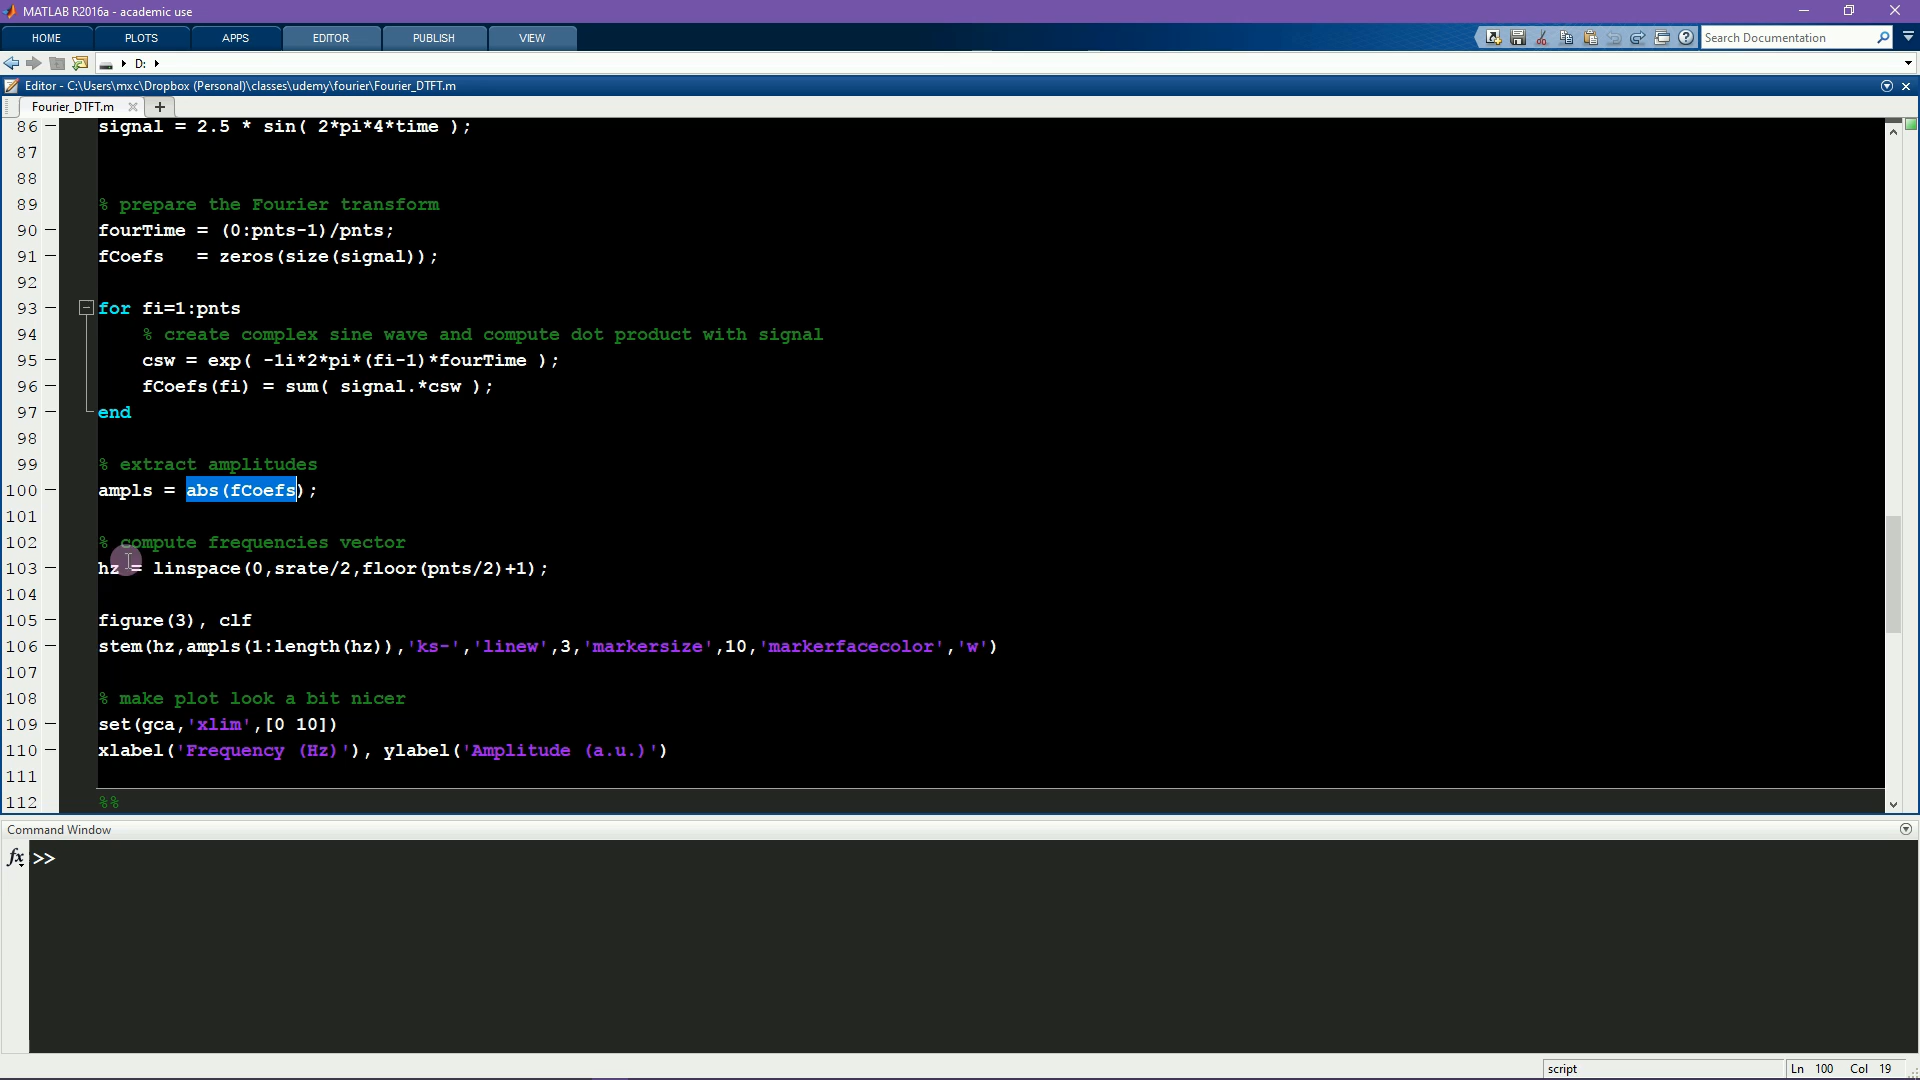 MATLAB R2016a - academic use
HOME PLOTS APPS EDITOR PUBLISH VIEW
Search Documentation
D:
Editor - C:\Users\mxc\Dropbox (Personal)\classes\udemy\fourier\Fourier_DTFT.m
Fourier_DTFT.m
86 signal = 2.5 * sin( 2*pi*4*time );
87
88
89 % prepare the Fourier transform
90 fourTime = (0:pnts-1)/pnts;
91 fCoefs   = zeros(size(signal));
92
93 for fi=1:pnts
94 % create complex sine wave and compute dot product with signal
95 csw = exp( -1i*2*pi*(fi-1)*fourTime );
96 fCoefs(fi) = sum( signal.*csw );
97 end
98
99 % extract amplitudes
100 ampls = abs(fCoefs);
101
102 % compute frequencies vector
103 hz = linspace(0,srate/2,floor(pnts/2)+1);
104
105 figure(3), clf
106 stem(hz,ampls(1:length(hz)),'ks-','linew',3,'markersize',10,'markerfacecolor','w')
107
108 % make plot look a bit nicer
109 set(gca,'xlim',[0 10])
110 xlabel('Frequency (Hz)'), ylabel('Amplitude (a.u.)')
111
112 %%
Command Window
fx >>
script Ln 100 Col 19